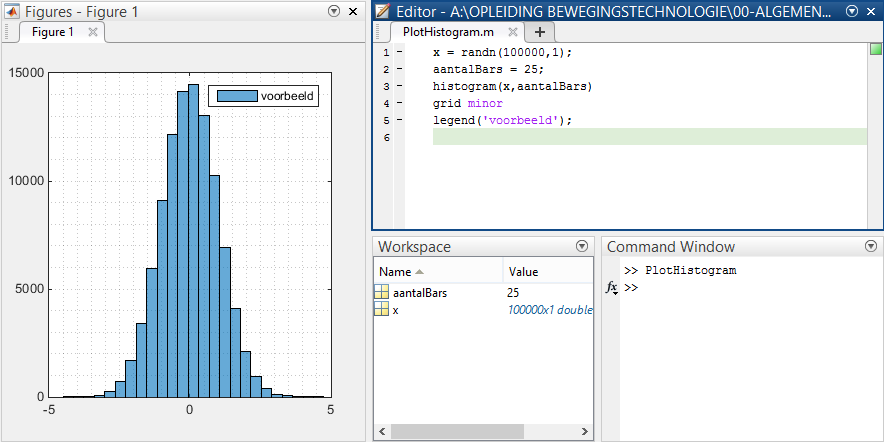 Figures - Figure 1
Figure 1
voorbeeld
15000
10000
5000
0
-5 0 5
Editor - A:\OPLEIDING BEWEGINGSTECHNOLOGIE\00-ALGEMEN...
PlotHistogram.m
1 - x = randn(100000,1);
2 - aantalBars = 25;
3 - histogram(x,aantalBars)
4 - grid minor
5 - legend('voorbeeld');
6
Workspace
Name Value
aantalBars 25
x 100000x1 double
Command Window
>> PlotHistogram
fx >>